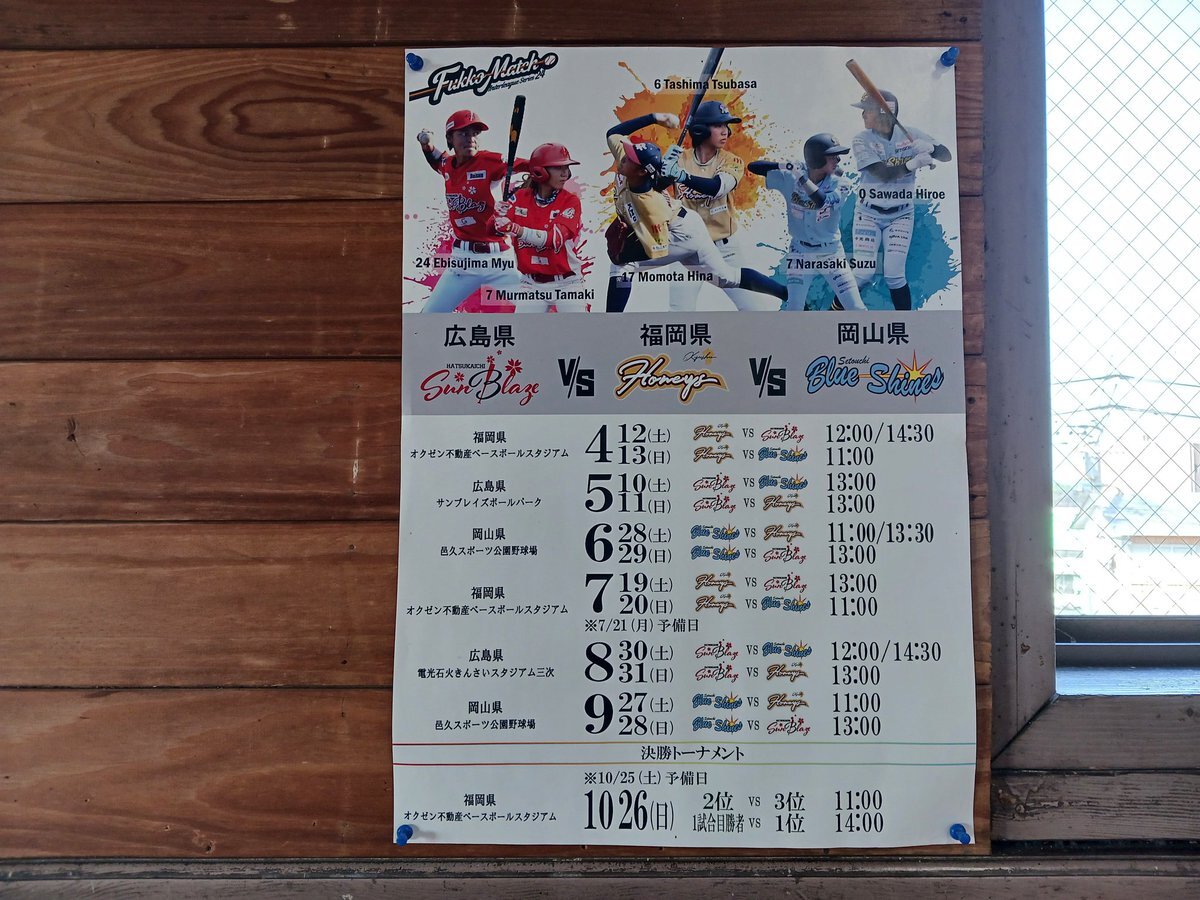 Fukko Match 24
Interleague Series
6 Tashima Tsubasa
0 Sawada Hiroe
24 Ebisujima Myu
7 Narasaki Suzu
17 Momota Hina
7 Murmatsu Tamaki
広島県 福岡県 岡山県
HATSUKAICHI SunBlaze V/S Kyushu Honeys V/S Setouchi Blue Shines
福岡県
オクゼン不動産ベースボールスタジアム
4 12(土) Honeys VS SunBlaze 12:00/14:30
13(日) Honeys VS Blue Shines 11:00
広島県
サンブレイズボールパーク
5 10(土) SunBlaze VS Blue Shines 13:00
11(日) SunBlaze VS Honeys 13:00
岡山県
邑久スポーツ公園野球場
6 28(土) Blue Shines VS Honeys 11:00/13:30
29(日) Blue Shines VS SunBlaze 13:00
福岡県
オクゼン不動産ベースボールスタジアム
7 19(土) Honeys VS SunBlaze 13:00
20(日) Honeys VS Blue Shines 11:00
※7/21(月)予備日
広島県
電光石火きんさいスタジアム三次
8 30(土) SunBlaze VS Blue Shines 12:00/14:30
31(日) SunBlaze VS Honeys 13:00
岡山県
邑久スポーツ公園野球場
9 27(土) Blue Shines VS Honeys 11:00
28(日) Blue Shines VS SunBlaze 13:00
決勝トーナメント
※10/25(土)予備日
福岡県
オクゼン不動産ベースボールスタジアム
10 26(日) 2位 VS 3位 11:00
1試合目勝者 VS 1位 14:00